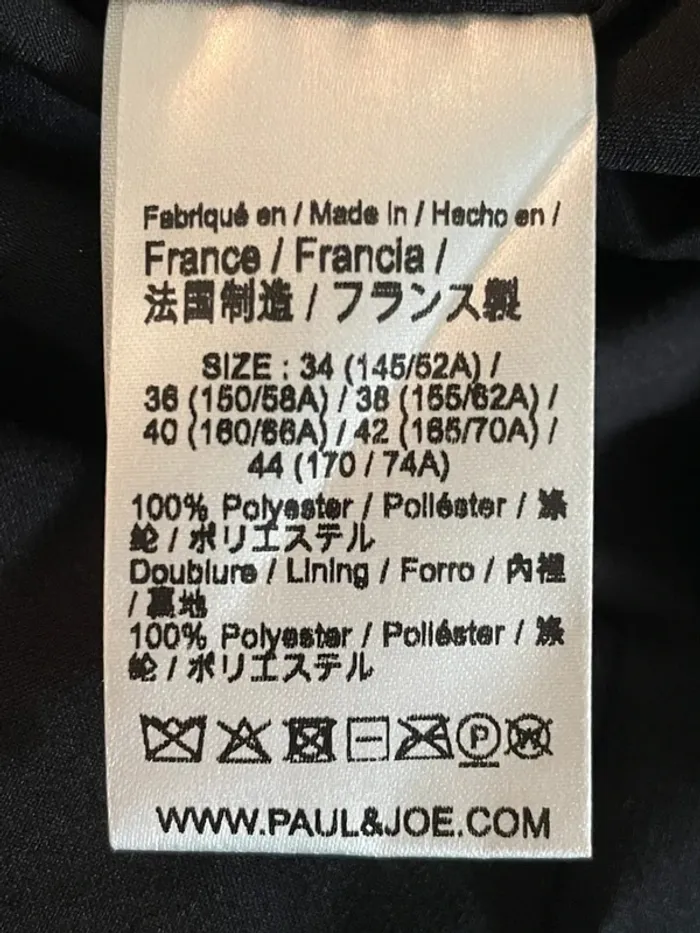 Fabriqué en / Made in / Hecho en /
France / Francia /
法国制造 / フランス製
SIZE : 34 (145/52A) /
36 (150/58A) / 38 (155/62A) /
40 (160/66A) / 42 (165/70A) /
44 (170 / 74A)
100% Polyester / Poliéster / 涤
纶 / ポリエステル
Doublure / Lining / Forro / 内裡
/ 裏地
100% Polyester / Poliéster / 涤
纶 / ポリエステル
P W
WWW.PAUL&JOE.COM